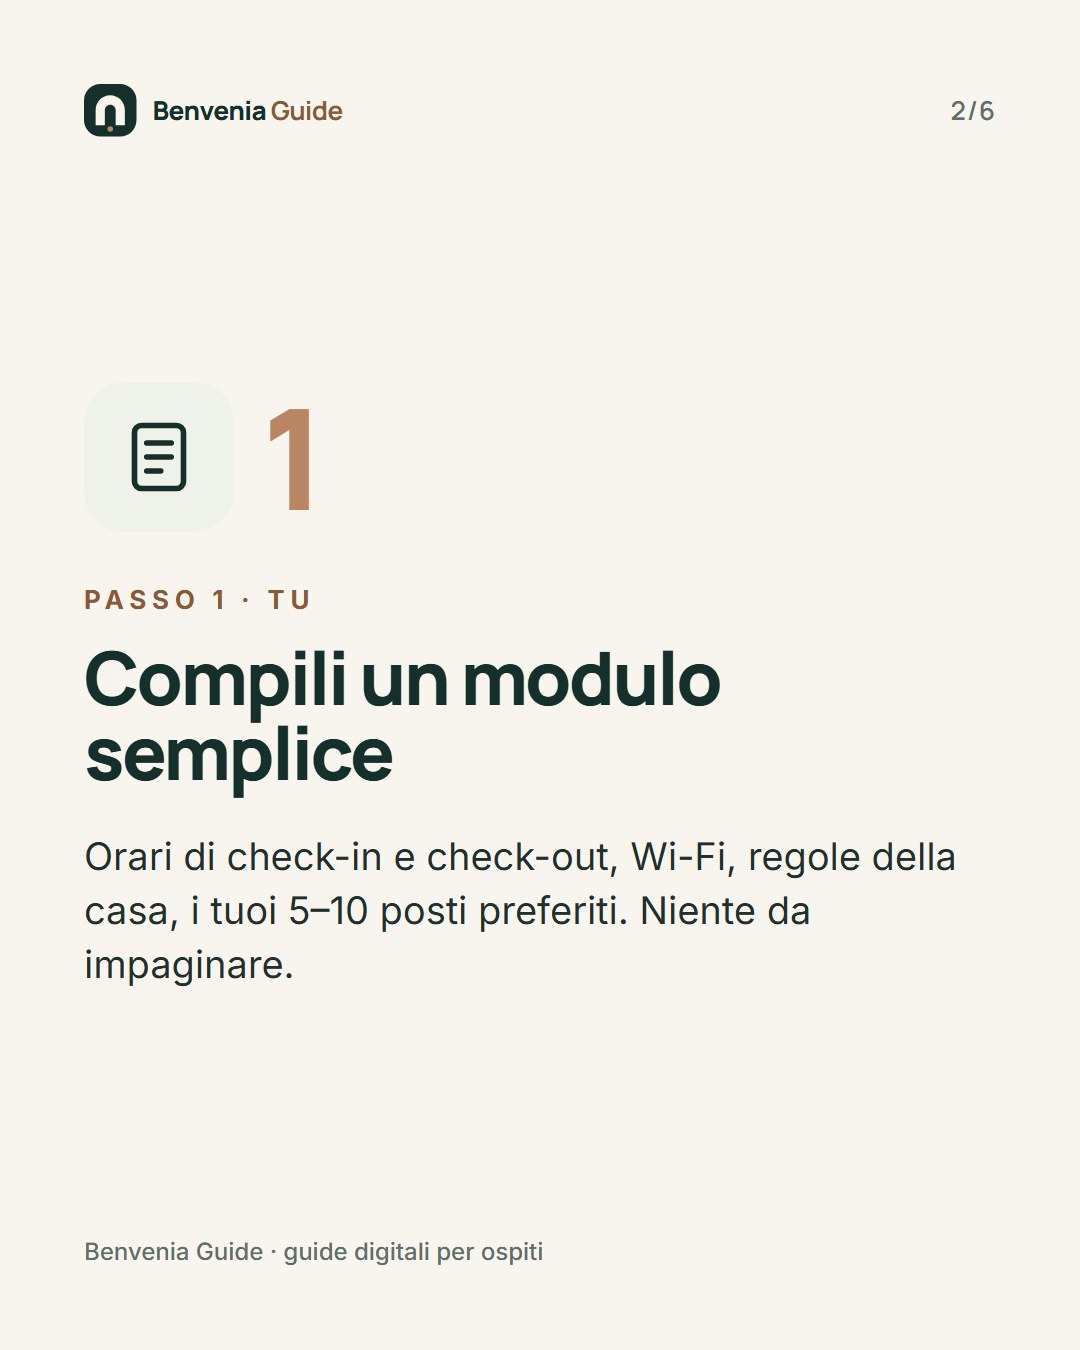 Benvenia Guide
2/6
1
PASSO 1 · TU
Compili un modulo
semplice
Orari di check-in e check-out, Wi-Fi, regole della
casa, i tuoi 5–10 posti preferiti. Niente da
impaginare.
Benvenia Guide · guide digitali per ospiti